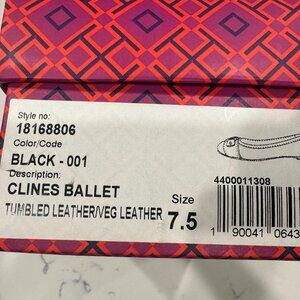 Style no:
18168806
Color/Code
BLACK - 001
Description:
CLINES BALLET
TUMBLED LEATHER/VEG LEATHER
Size
7.5
4400011308
1 90041 0643